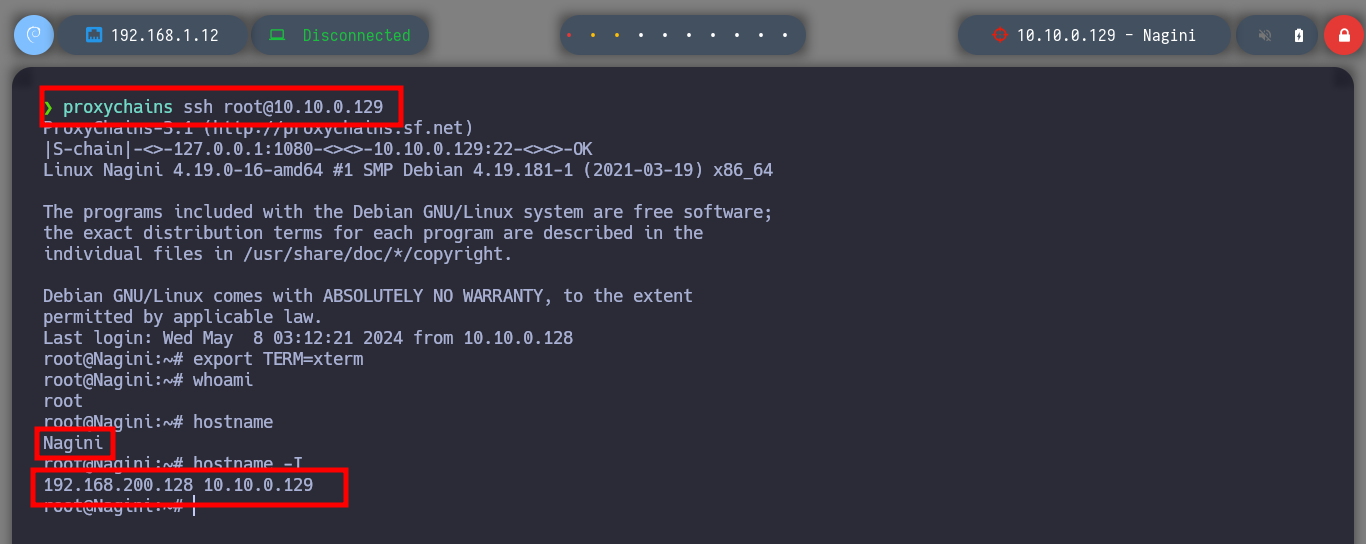 192.168.1.12
Disconnected
10.10.0.129 - Nagini
❯ proxychains ssh root@10.10.0.129
ProxyChains-3.1 (http://proxychains.sf.net)
|S-chain|-<>-127.0.0.1:1080-<><>-10.10.0.129:22-<><>-OK
Linux Nagini 4.19.0-16-amd64 #1 SMP Debian 4.19.181-1 (2021-03-19) x86_64
The programs included with the Debian GNU/Linux system are free software;
the exact distribution terms for each program are described in the
individual files in /usr/share/doc/*/copyright.
Debian GNU/Linux comes with ABSOLUTELY NO WARRANTY, to the extent
permitted by applicable law.
Last login: Wed May  8 03:12:21 2024 from 10.10.0.128
root@Nagini:~# export TERM=xterm
root@Nagini:~# whoami
root
root@Nagini:~# hostname
Nagini
root@Nagini:~# hostname -I
192.168.200.128 10.10.0.129
root@Nagini:~#